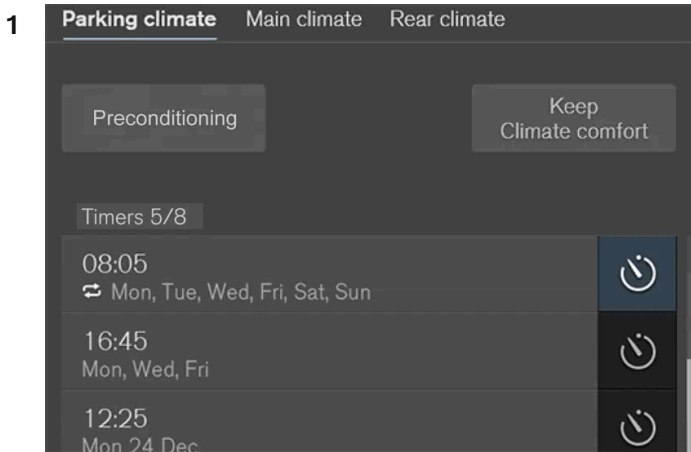 1
Parking climate Main climate Rear climate
Preconditioning
Keep
Climate comfort
Timers 5/8
08:05
Mon, Tue, Wed, Fri, Sat, Sun
16:45
Mon, Wed, Fri
12:25
Mon 24 Dec